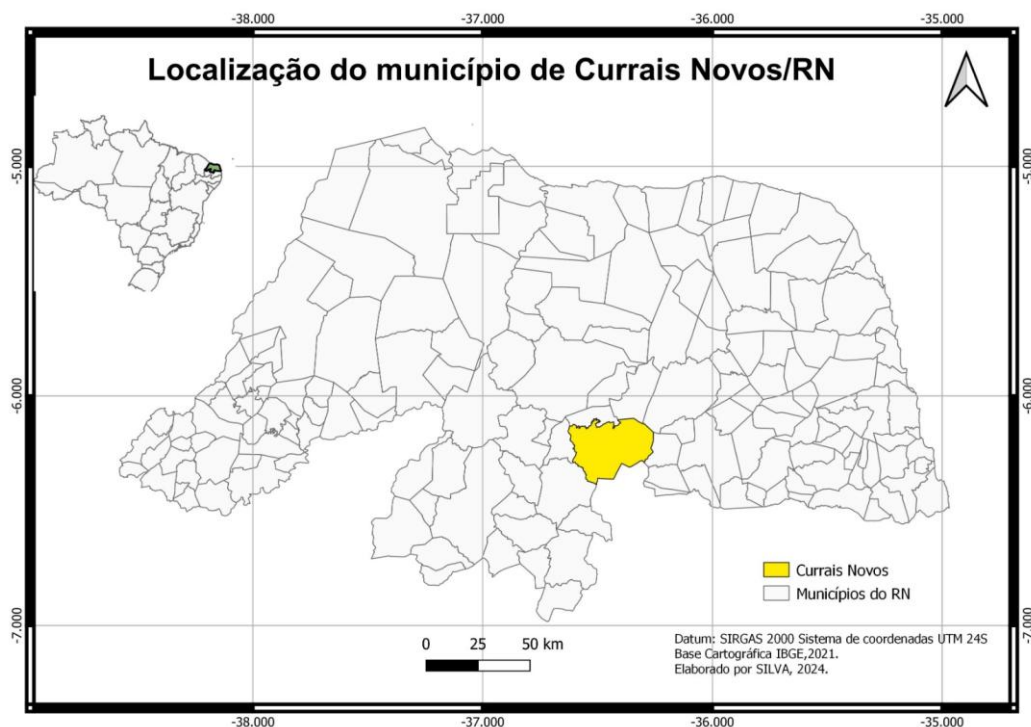 -38.000 -37.000 -36.000 -35.000
Localização do município de Currais Novos/RN
-5.000 -5.000
-6.000 -6.000
Currais Novos
Municípios do RN
-7.000 -7.000
0 25 50 km
Datum: SIRGAS 2000 Sistema de coordenadas UTM 24S
Base Cartográfica IBGE,2021.
Elaborado por SILVA, 2024.
-38.000 -37.000 -36.000 -35.000